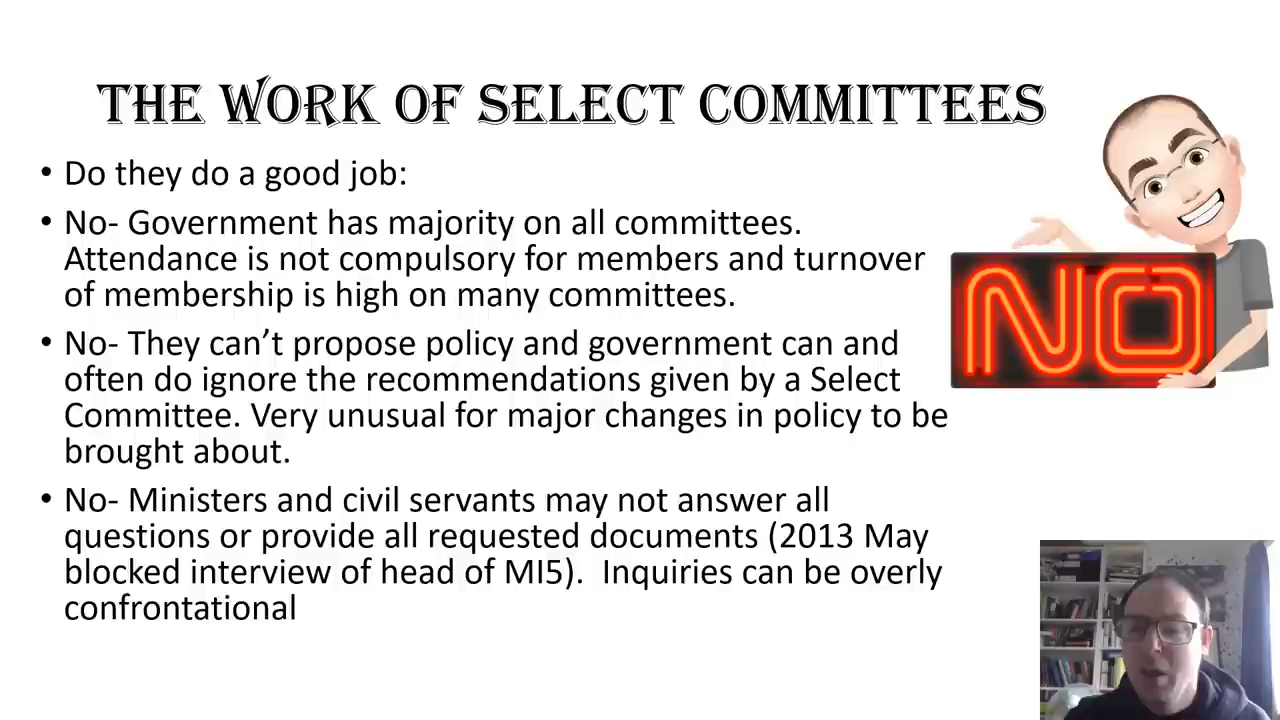 THE WORK OF SELECT COMMITTEES
• Do they do a good job:
• No- Government has majority on all committees.
Attendance is not compulsory for members and turnover
of membership is high on many committees.
• No- They can’t propose policy and government can and
often do ignore the recommendations given by a Select
Committee. Very unusual for major changes in policy to be
brought about.
• No- Ministers and civil servants may not answer all
questions or provide all requested documents (2013 May
blocked interview of head of MI5).  Inquiries can be overly
confrontational
NO